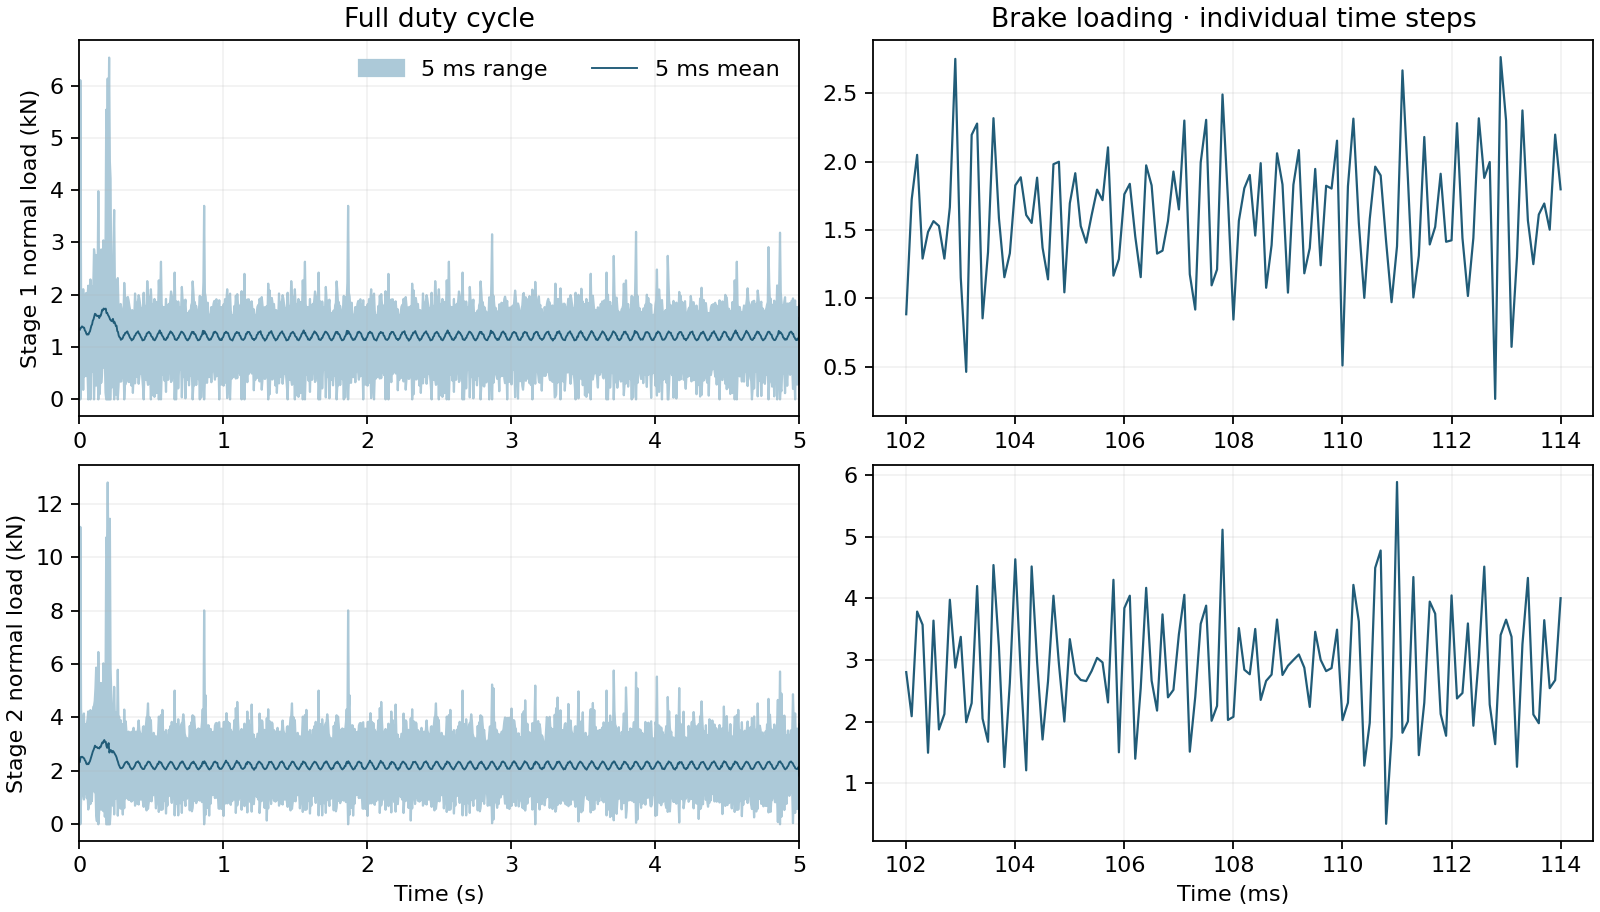 Full duty cycle
Brake loading · individual time steps
5 ms range
5 ms mean
Stage 1 normal load (kN)
6
5
4
3
2
1
0
0 1 2 3 4 5
2.5
2.0
1.5
1.0
0.5
102 104 106 108 110 112 114
Stage 2 normal load (kN)
12
10
8
6
4
2
0
0 1 2 3 4 5
Time (s)
6
5
4
3
2
1
102 104 106 108 110 112 114
Time (ms)